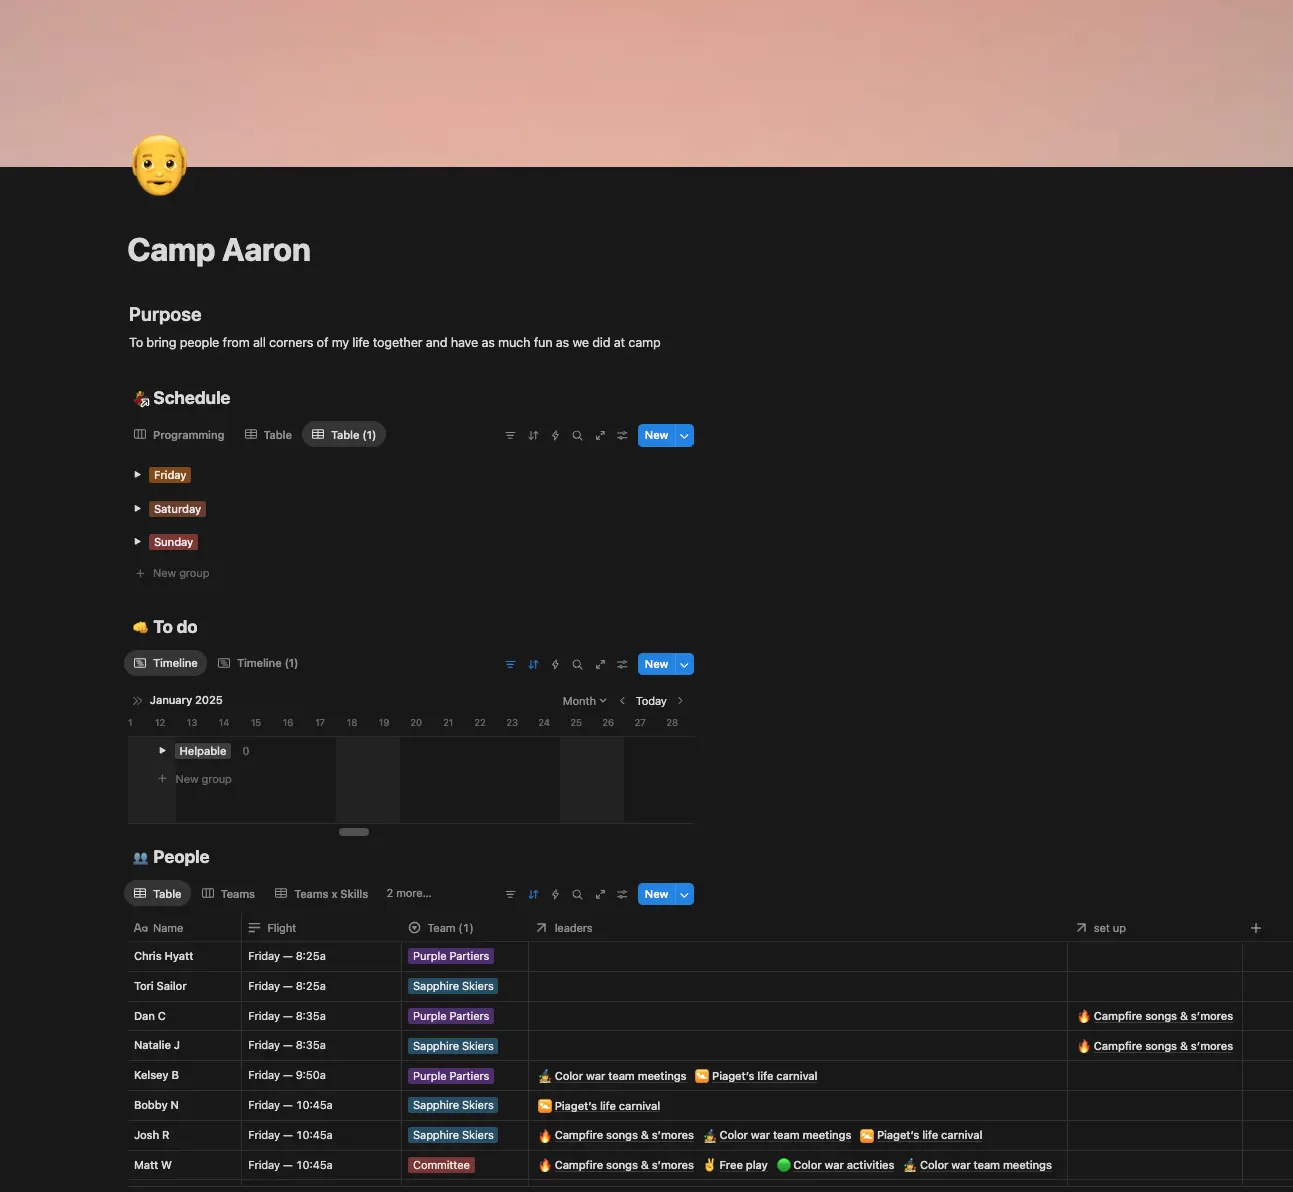 Camp Aaron
Purpose
To bring people from all corners of my life together and have as much fun as we did at camp
Schedule
Programming Table Table (1) New
Friday
Saturday
Sunday
+ New group
To do
Timeline Timeline (1) New
January 2025 Month Today
1 12 13 14 15 16 17 18 19 20 21 22 23 24 25 26 27 28
Helpable 0
+ New group
People
Table Teams Teams x Skills 2 more... New
Aa Name Flight Team (1) leaders set up +
Chris Hyatt Friday — 8:25a Purple Partiers
Tori Sailor Friday — 8:25a Sapphire Skiers
Dan C Friday — 8:35a Purple Partiers Campfire songs & s’mores
Natalie J Friday — 8:35a Sapphire Skiers Campfire songs & s’mores
Kelsey B Friday — 9:50a Purple Partiers Color war team meetings Piaget’s life carnival
Bobby N Friday — 10:45a Sapphire Skiers Piaget’s life carnival
Josh R Friday — 10:45a Sapphire Skiers Campfire songs & s’mores Color war team meetings Piaget’s life carnival
Matt W Friday — 10:45a Committee Campfire songs & s’mores Free play Color war activities Color war team meetings